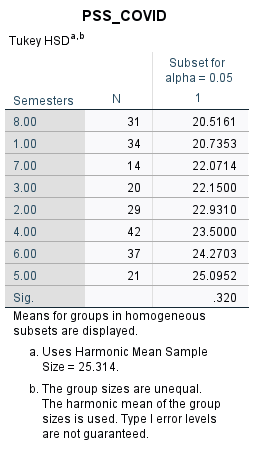 PSS_COVID
Tukey HSDa,b
Subset for
alpha = 0.05
Semesters N 1
8.00 31 20.5161
1.00 34 20.7353
7.00 14 22.0714
3.00 20 22.1500
2.00 29 22.9310
4.00 42 23.5000
6.00 37 24.2703
5.00 21 25.0952
Sig. .320
Means for groups in homogeneous
subsets are displayed.
a. Uses Harmonic Mean Sample
Size = 25.314.
b. The group sizes are unequal.
The harmonic mean of the group
sizes is used. Type I error levels
are not guaranteed.